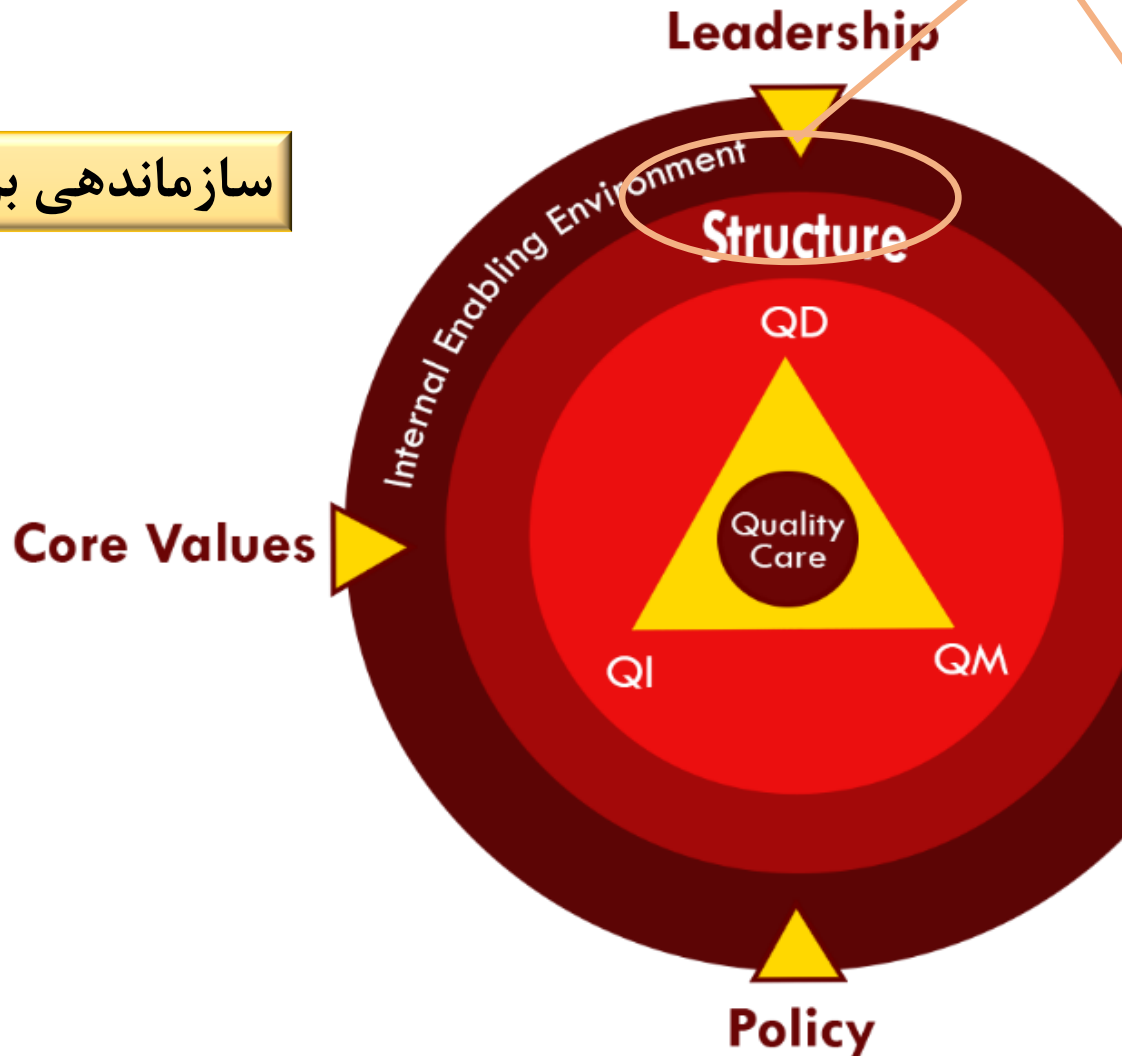 Leadership
سازماندهی
Internal Enabling Environment
Structure
QD
Core Values
Quality
Care
QI
QM
Policy